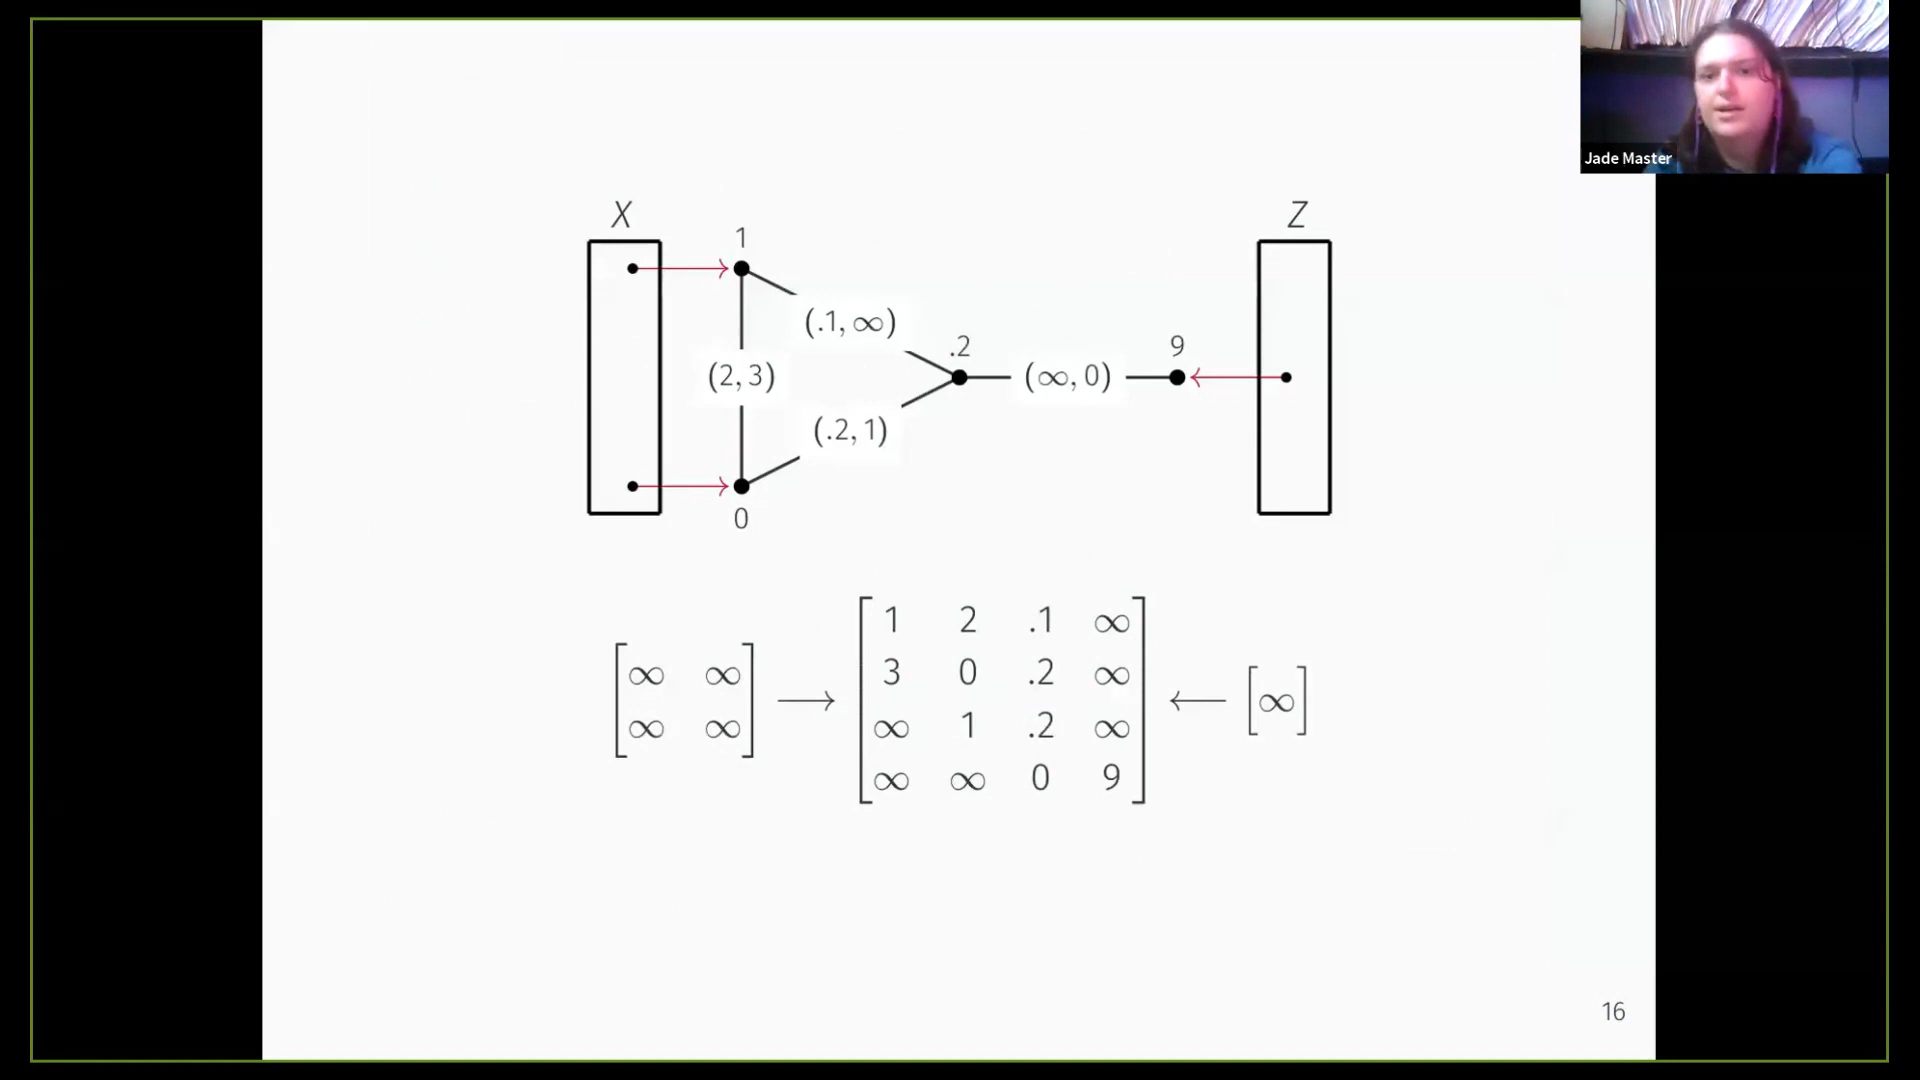 Jade Master
X
Z
1
(.1, ∞)
.2
9
(2, 3)
(∞, 0)
(.2, 1)
0
1 2 .1 ∞
3 0 .2 ∞
∞ 1 .2 ∞
∞ ∞ 0 9
∞ ∞
∞ ∞
⟶
⟵
[∞]
16